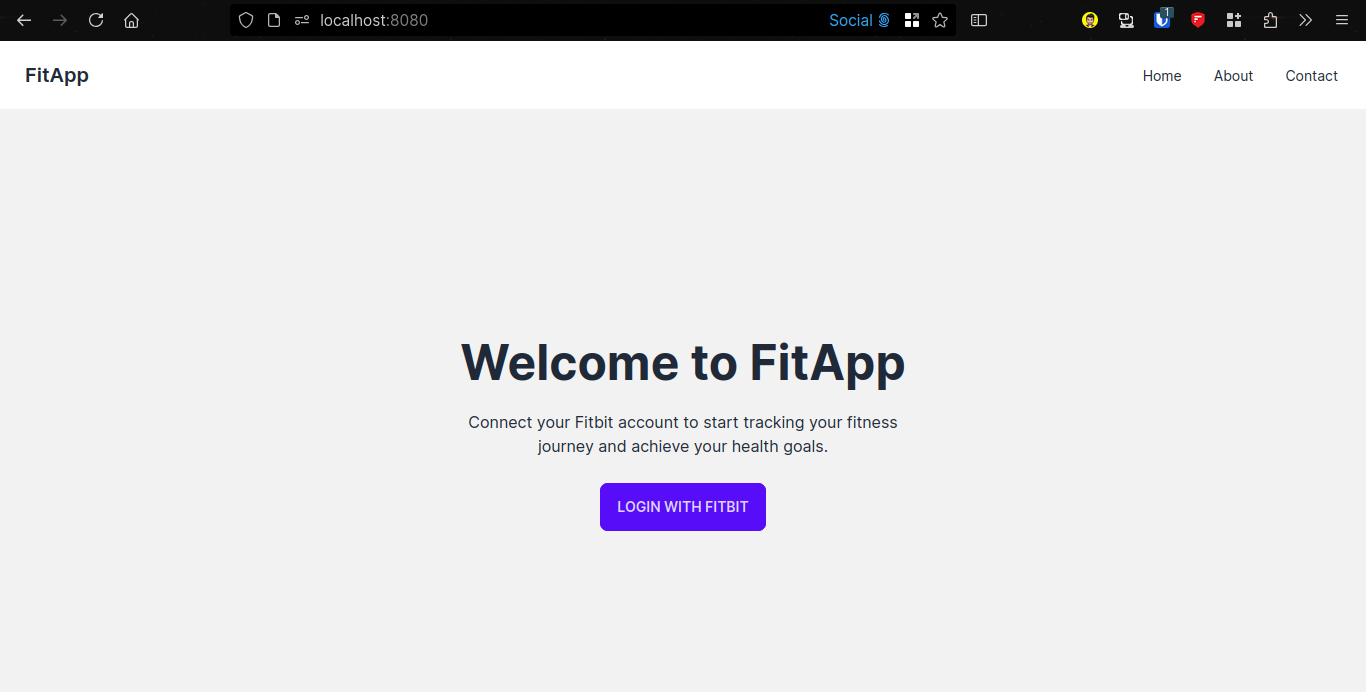 localhost:8080
Social
1
FitApp
Home About Contact
Welcome to FitApp
Connect your Fitbit account to start tracking your fitness
journey and achieve your health goals.
LOGIN WITH FITBIT